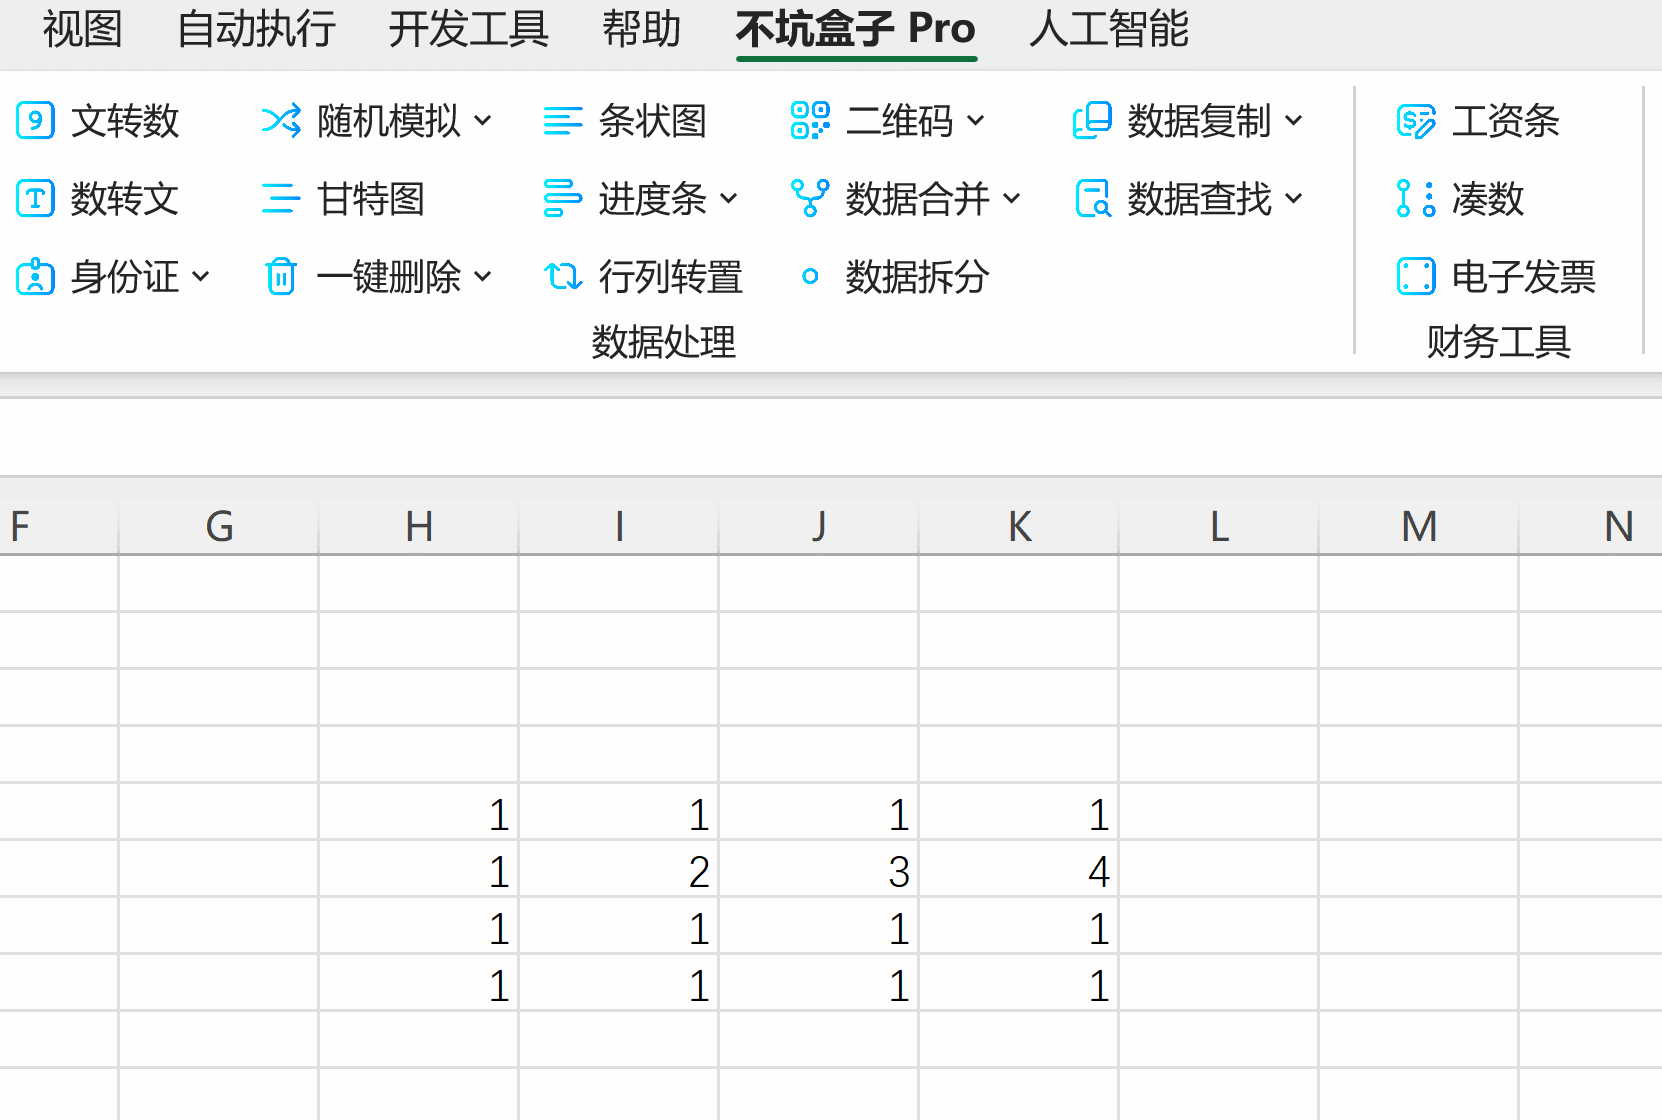 视图 自动执行 开发工具 帮助 不坑盒子 Pro 人工智能
文转数 随机模拟 条状图 二维码 数据复制 工资条
数转文 甘特图 进度条 数据合并 数据查找 凑数
身份证 一键删除 行列转置 数据拆分 电子发票
数据处理 财务工具
F G H I J K L M N
1 1 1 1
1 2 3 4
1 1 1 1
1 1 1 1